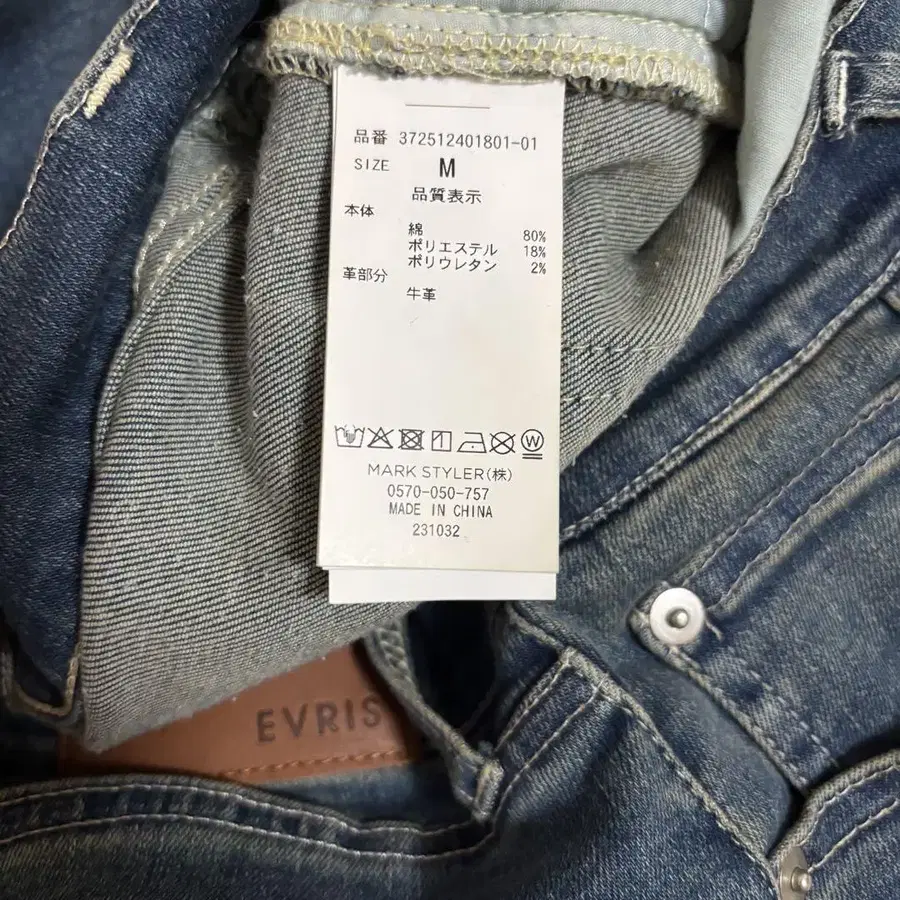 品番 372512401801-01
SIZE M
品質表示
本体
綿 80%
ポリエステル 18%
ポリウレタン 2%
革部分
牛革
W
MARK STYLER(株)
0570-050-757
MADE IN CHINA
231032
EVRIS